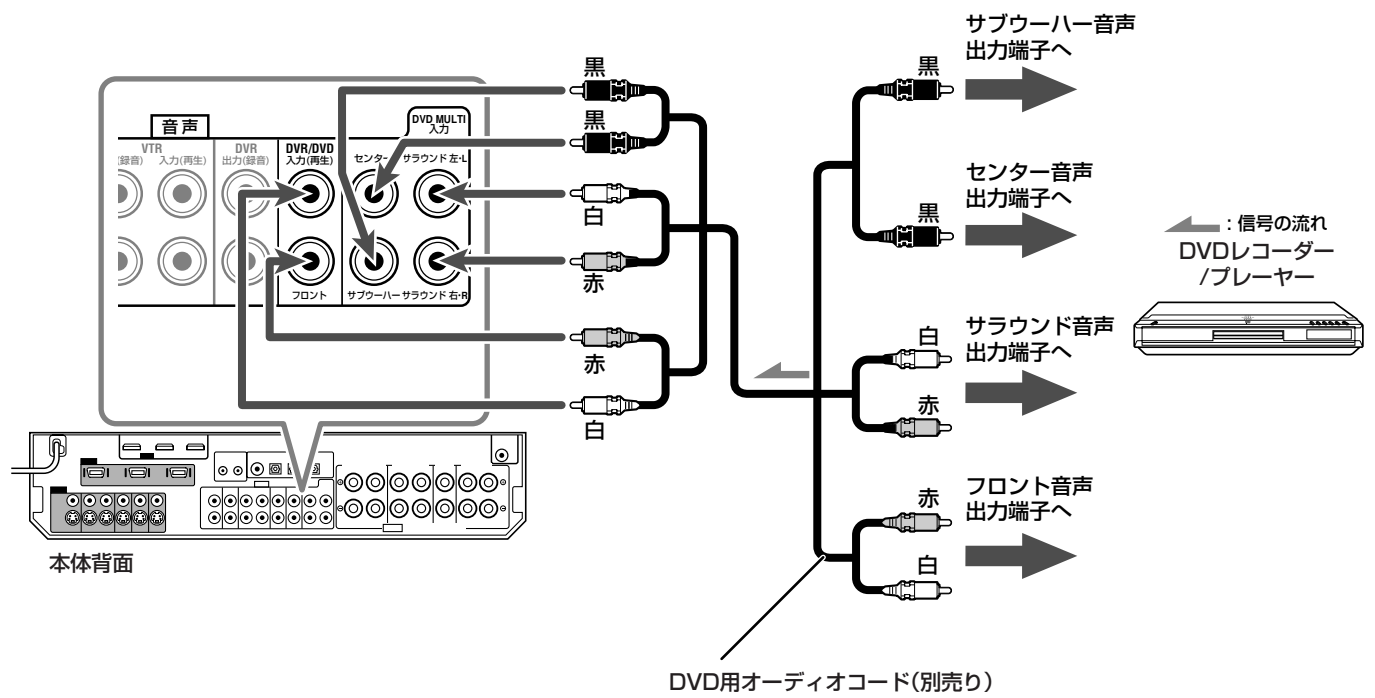 音声
VTR
(録音)
入力(再生)
DVR
出力(録音)
DVR/DVD
入力(再生)
フロント
DVD MULTI
入力
センター
サラウンド 左・L
サブウーハー
サラウンド 右・R
本体背面
黒
黒
白
赤
赤
白
黒
黒
白
赤
赤
白
サブウーハー音声
出力端子へ
センター音声
出力端子へ
サラウンド音声
出力端子へ
フロント音声
出力端子へ
: 信号の流れ
DVDレコーダー
/プレーヤー
DVD用オーディオコード(別売り)